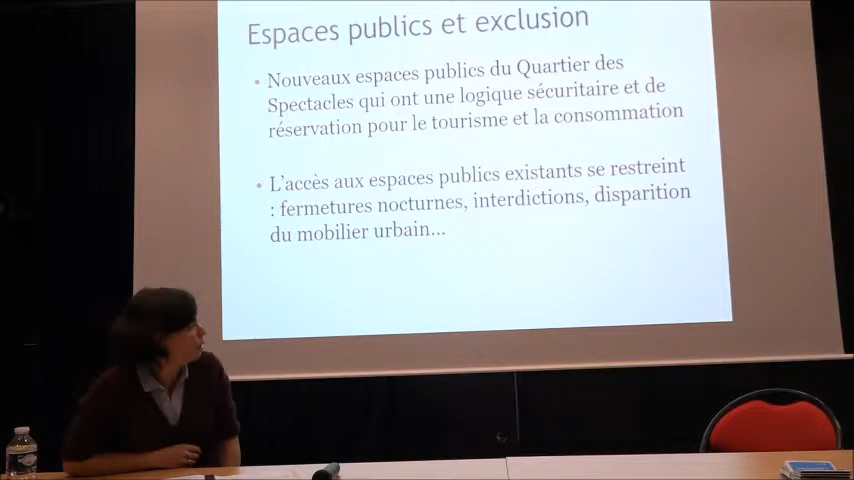 Espaces publics et exclusion
• Nouveaux espaces publics du Quartier des
Spectacles qui ont une logique sécuritaire et de
réservation pour le tourisme et la consommation
• L'accès aux espaces publics existants se restreint
: fermetures nocturnes, interdictions, disparition
du mobilier urbain...